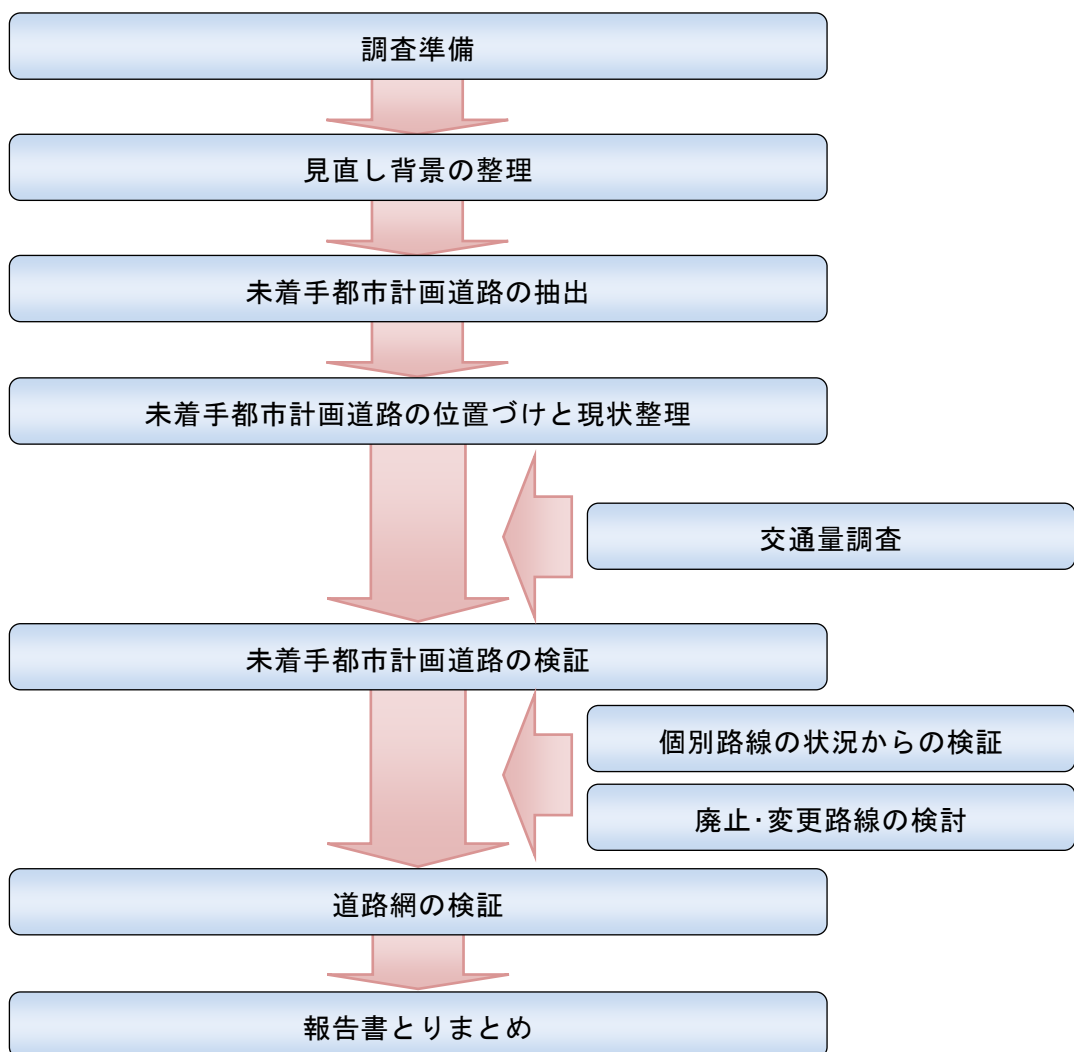 調査準備
見直し背景の整理
未着手都市計画道路の抽出
未着手都市計画道路の位置づけと現状整理
交通量調査
未着手都市計画道路の検証
個別路線の状況からの検証
廃止･変更路線の検討
道路網の検証
報告書とりまとめ